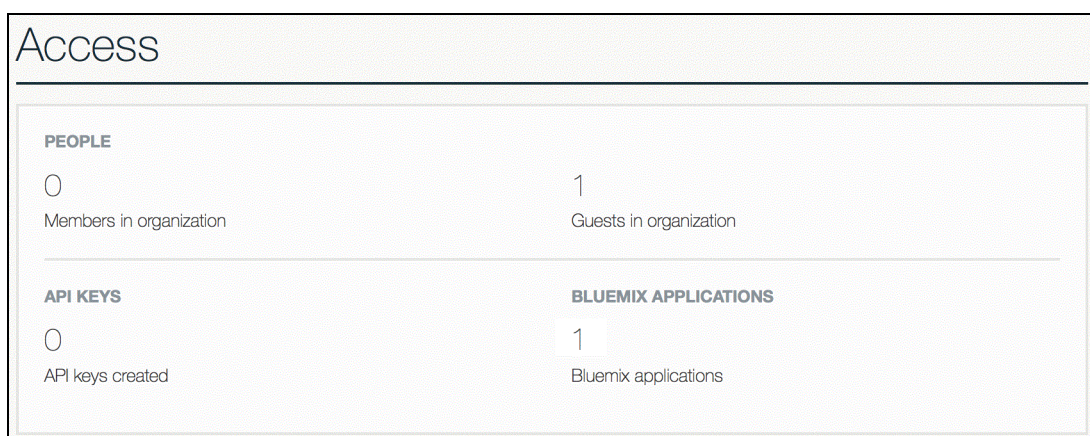 Access
PEOPLE
0 1
Members in organization Guests in organization
API KEYS BLUEMIX APPLICATIONS
0 1
API keys created Bluemix applications